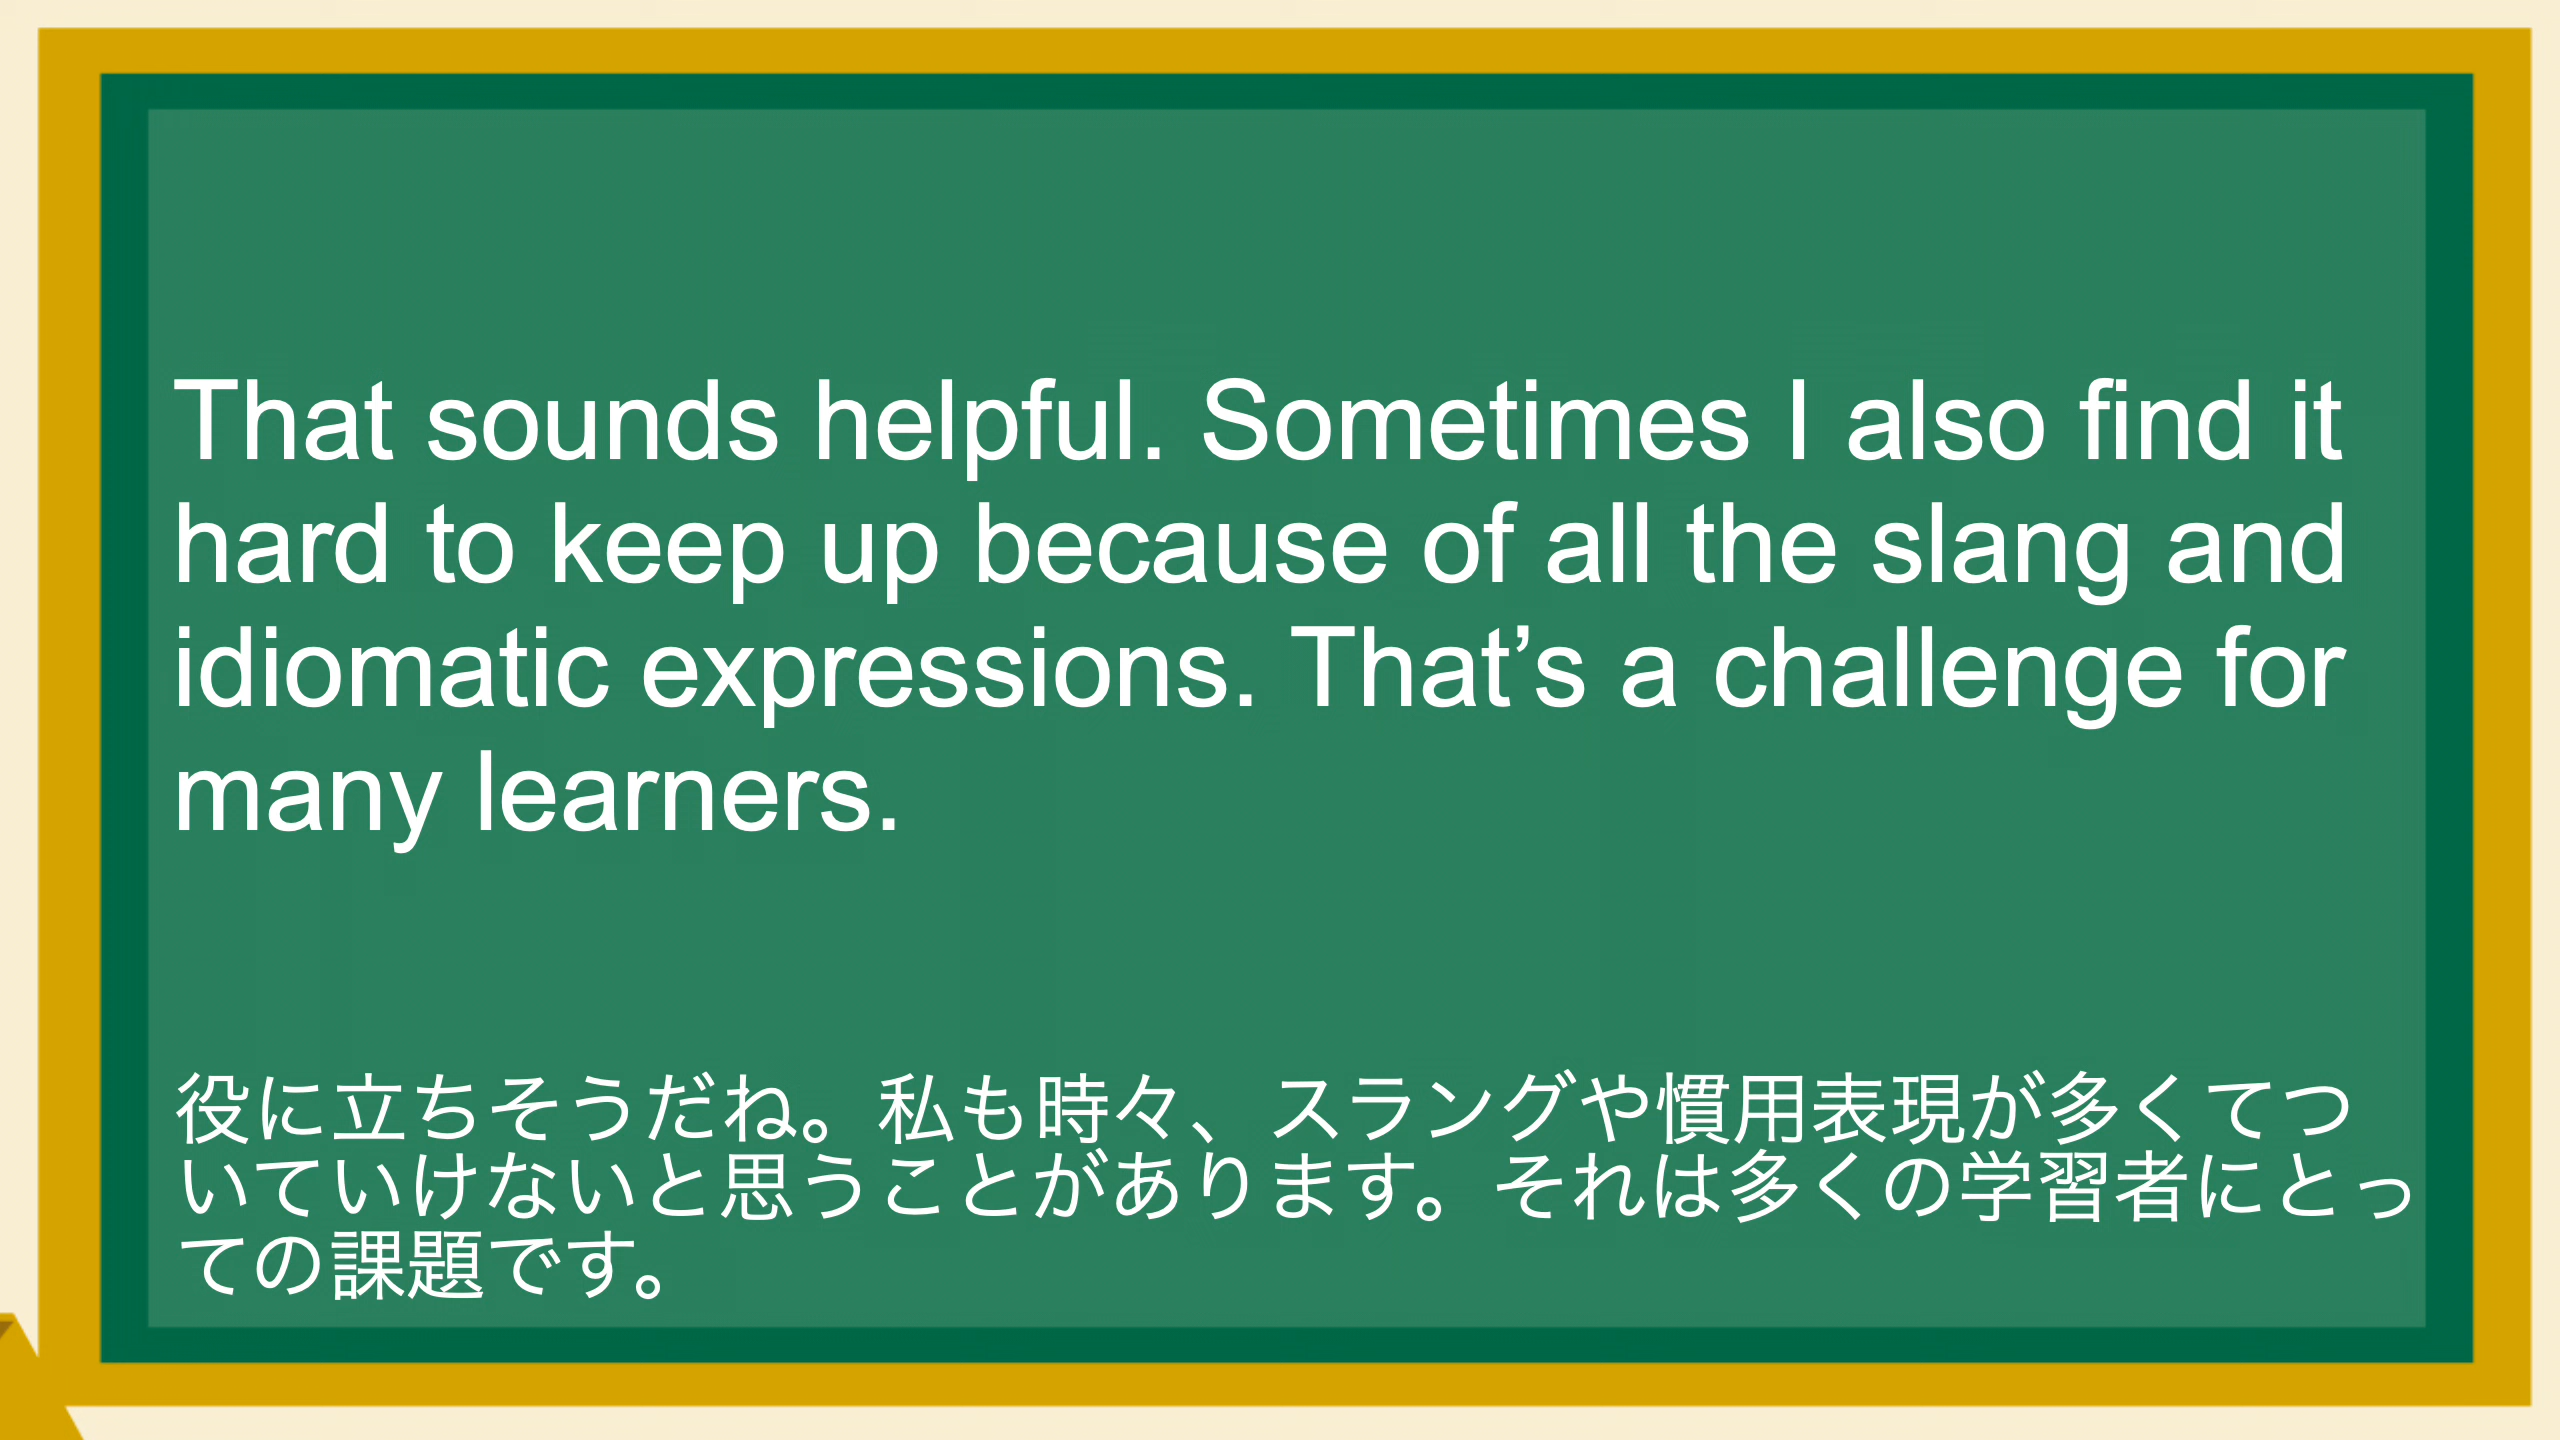 That sounds helpful. Sometimes I also find it
hard to keep up because of all the slang and
idiomatic expressions. That’s a challenge for
many learners.
役に立ちそうだね。私も時々、スラングや慣用表現が多くてつ
いていけないと思うことがあります。それは多くの学習者にとっ
ての課題です。